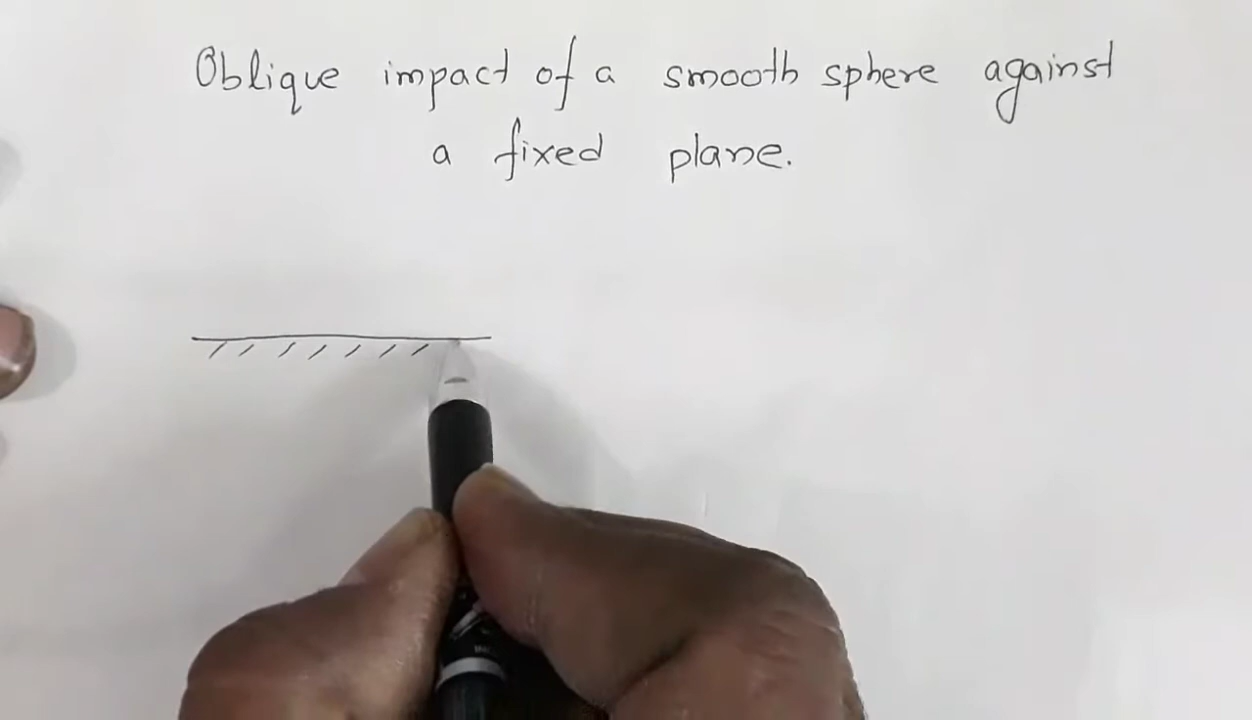 Oblique impact of a smooth sphere against
a fixed plane.